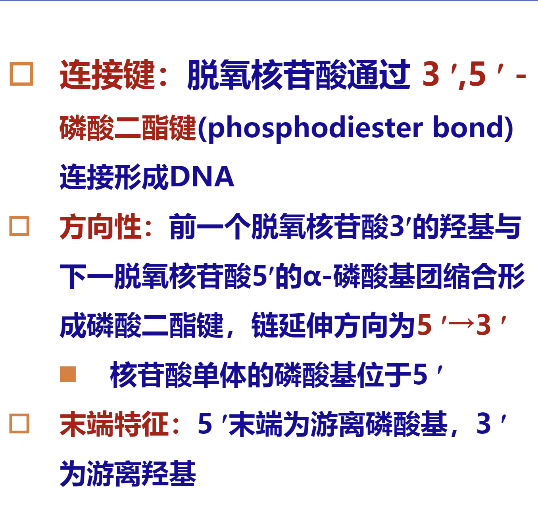 连接键：脱氧核苷酸通过 3 ′,5 ′ -
磷酸二酯键(phosphodiester bond)
连接形成DNA
方向性：前一个脱氧核苷酸3′的羟基与
下一脱氧核苷酸5′的α-磷酸基团缩合形
成磷酸二酯键，链延伸方向为5 ′→3 ′
核苷酸单体的磷酸基位于5 ′
末端特征：5 ′末端为游离磷酸基，3 ′
为游离羟基